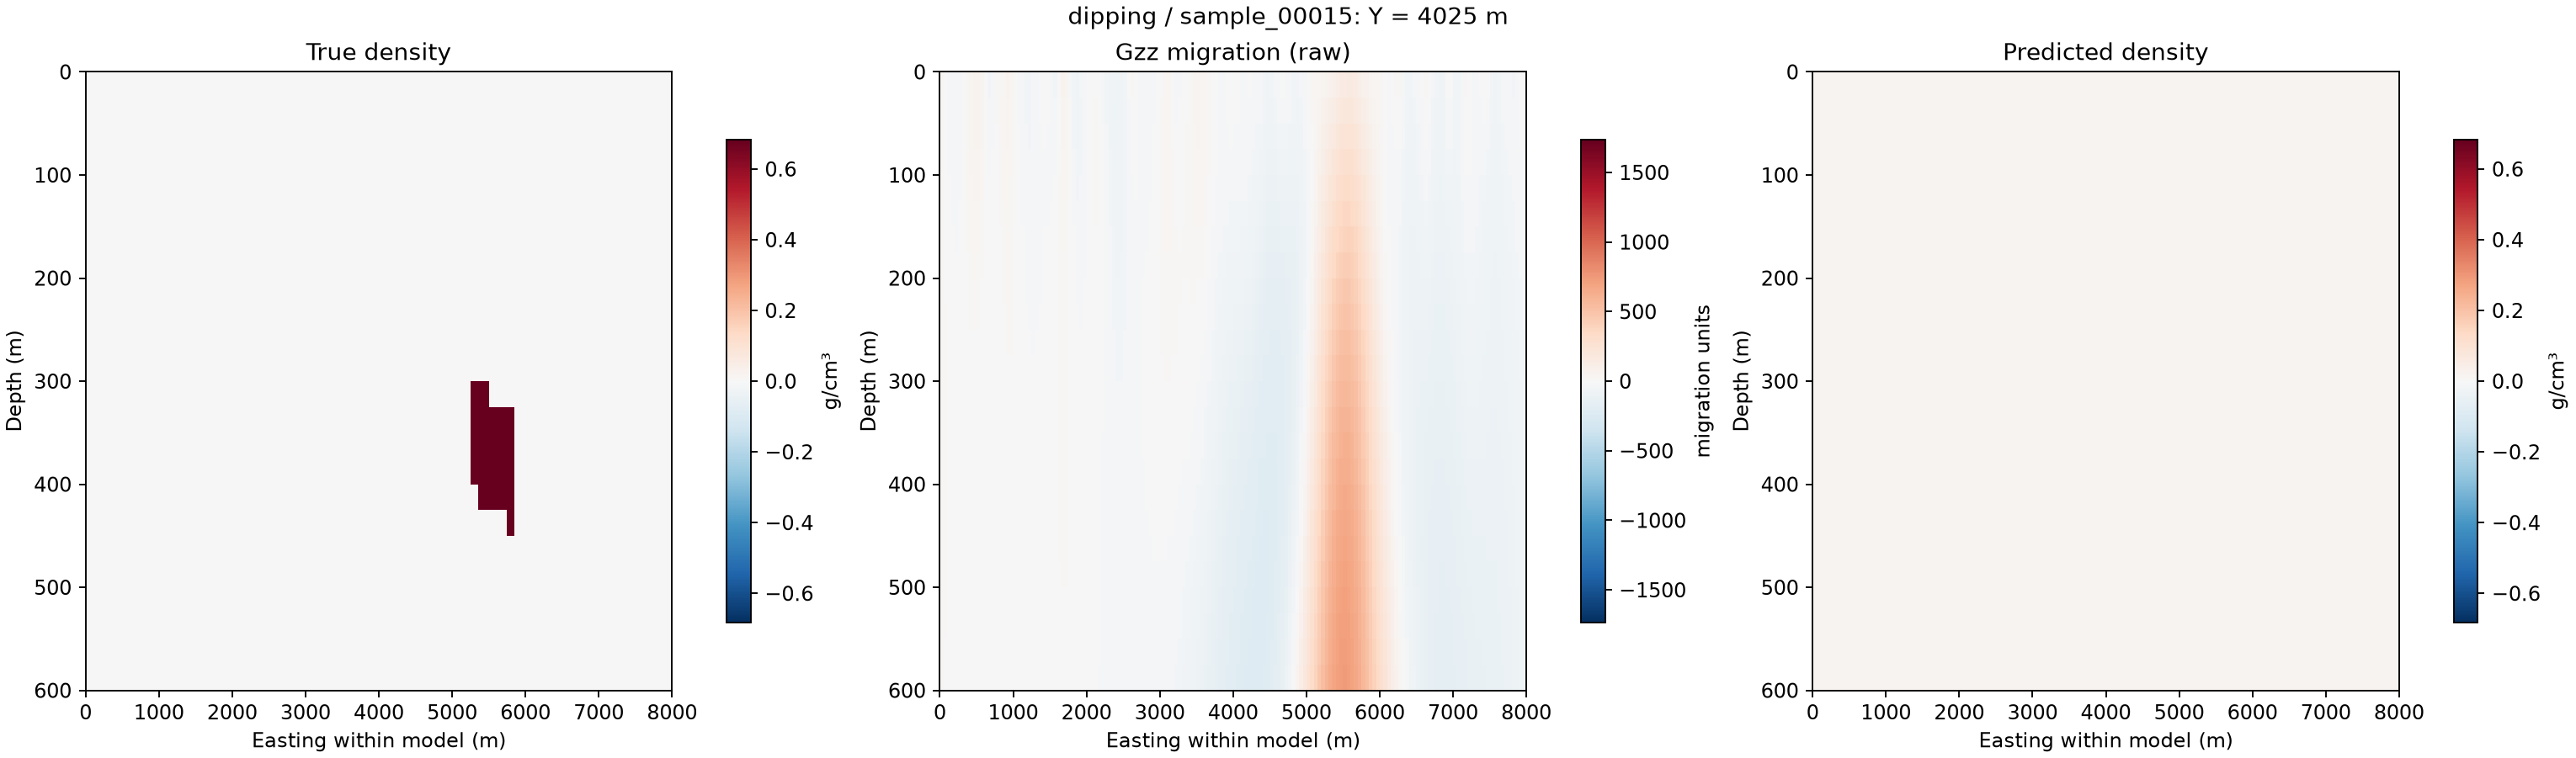 dipping / sample_00015: Y = 4025 m
True density
0
100
200
300
400
500
600
Depth (m)
0 1000 2000 3000 4000 5000 6000 7000 8000
Easting within model (m)
0.6
0.4
0.2
0.0
−0.2
−0.4
−0.6
g/cm³
Gzz migration (raw)
0
100
200
300
400
500
600
Depth (m)
0 1000 2000 3000 4000 5000 6000 7000 8000
Easting within model (m)
1500
1000
500
0
−500
−1000
−1500
migration units
Predicted density
0
100
200
300
400
500
600
Depth (m)
0 1000 2000 3000 4000 5000 6000 7000 8000
Easting within model (m)
0.6
0.4
0.2
0.0
−0.2
−0.4
−0.6
g/cm³